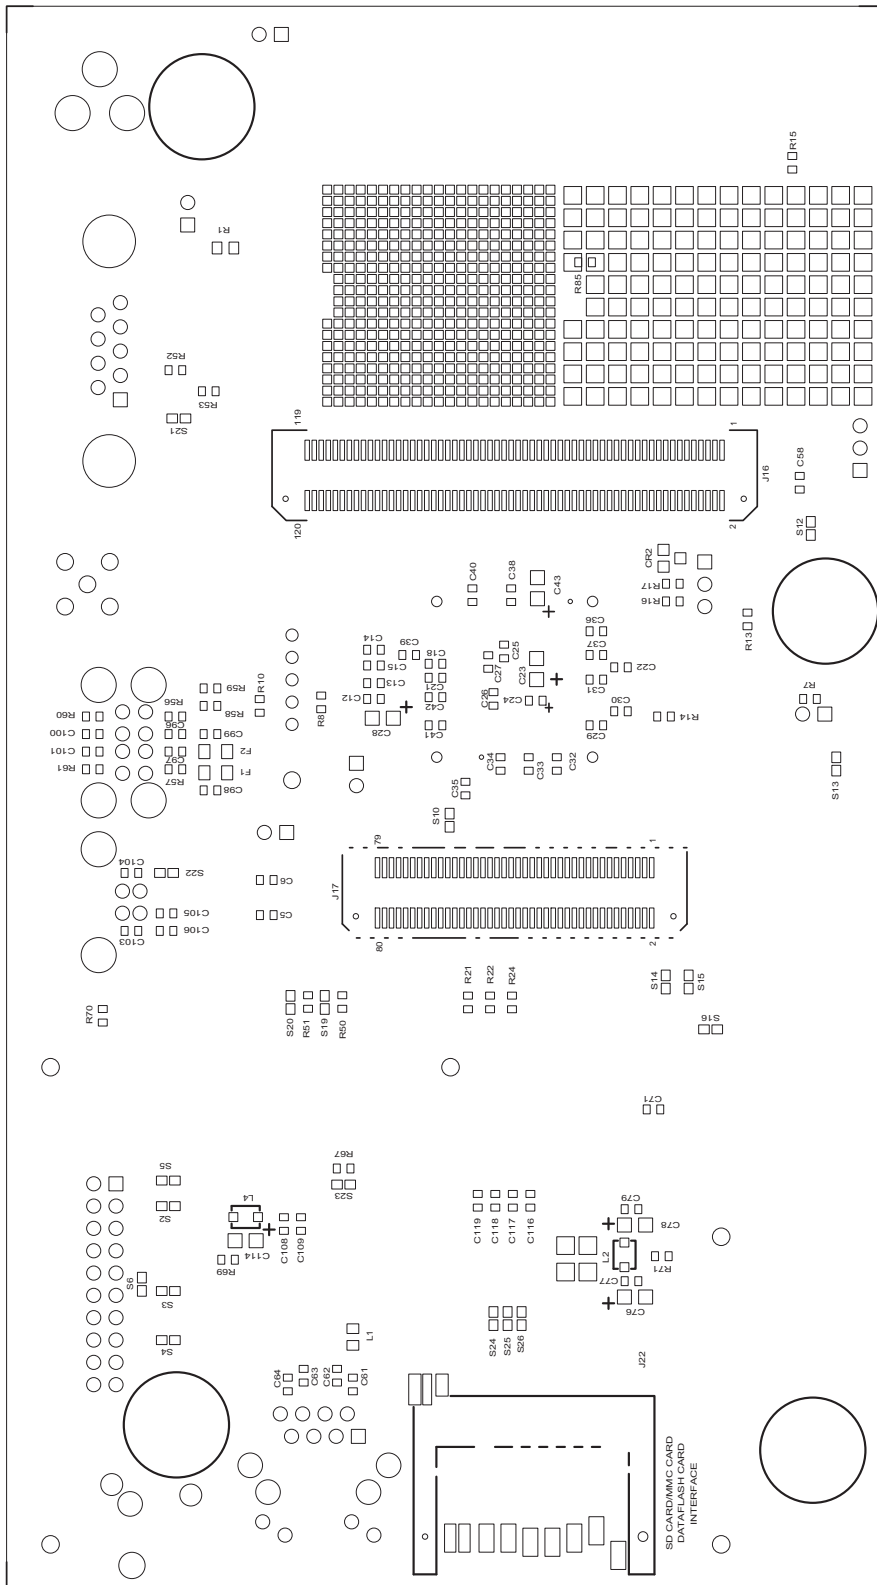 R15
R1
R85
R52
R53
S21
119
1
J16
C58
120
2
S12
C40
C38
C43
CR2
R17
R16
R13
C14
C39
C15
C18
C25
C36
C37
C27
C23
C22
R59
R10
C13
C21
C26
C31
R7
C12
C42
C24
C30
R56
R58
R8
R60
C96
C99
C28
C41
C29
R14
C100
C101
F2
C97
R61
R57
F1
C98
C34
C33
C32
C35
S10
S13
79
1
C104
S22
C6
J17
C105
C5
C103
C106
80
2
R21
R22
R24
S14
S15
R70
S20
R51
S19
R50
S16
C71
R67
S5
S23
S2
L4
C119
C118
C117
C116
C79
C78
C114
C108
C109
R69
L2
R71
S6
C77
S3
C76
S4
L1
S24
S25
S26
J22
C64
C63
C62
C61
SD CARD/MMC CARD
DATAFLASH CARD
INTERFACE